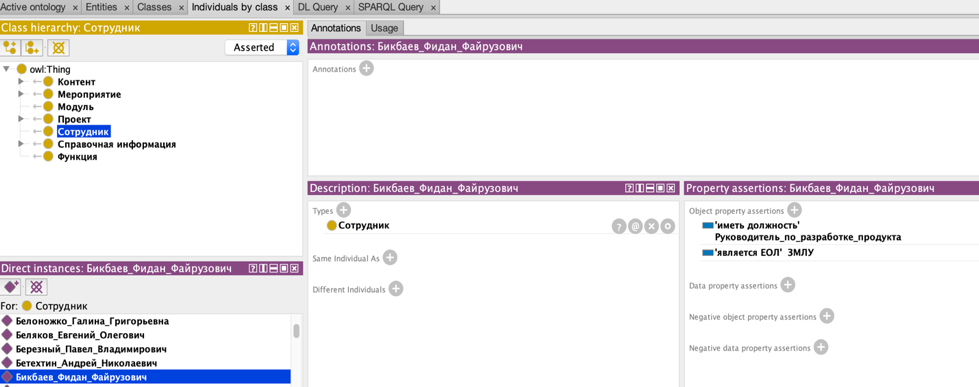 Active ontology × Entities × Classes × Individuals by class × DL Query × SPARQL Query ×
Class hierarchy: Сотрудник
Asserted
owl:Thing
Контент
Мероприятие
Модуль
Проект
Сотрудник
Справочная информация
Функция
Direct instances: Бикбаев_Фидан_Файрузович
For: Сотрудник
Белоножко_Галина_Григорьевна
Беляков_Евгений_Олегович
Березный_Павел_Владимирович
Бетехтин_Андрей_Николаевич
Бикбаев_Фидан_Файрузович
Annotations Usage
Annotations: Бикбаев_Фидан_Файрузович
Annotations
Description: Бикбаев_Фидан_Файрузович
Types
Сотрудник
Same Individual As
Different Individuals
Property assertions: Бикбаев_Фидан_Файрузович
Object property assertions
'иметь должность'
Руководитель_по_разработке_продукта
'является ЕОЛ' ЗМЛУ
Data property assertions
Negative object property assertions
Negative data property assertions